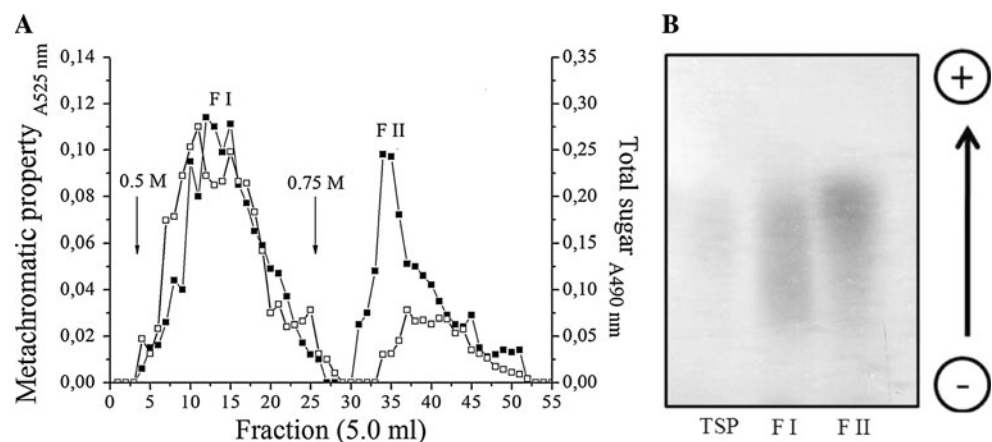 A
B
Metachromatic property A525 nm
0,14
0,12
0,10
0,08
0,06
0,04
0,02
0,00
F I
F II
0.5 M
0.75 M
0,35
0,30
0,25
0,20
0,15
0,10
0,05
0,00
Total sugar A490 nm
0 5 10 15 20 25 30 35 40 45 50 55
Fraction (5.0 ml)
+
-
TSP F I F II